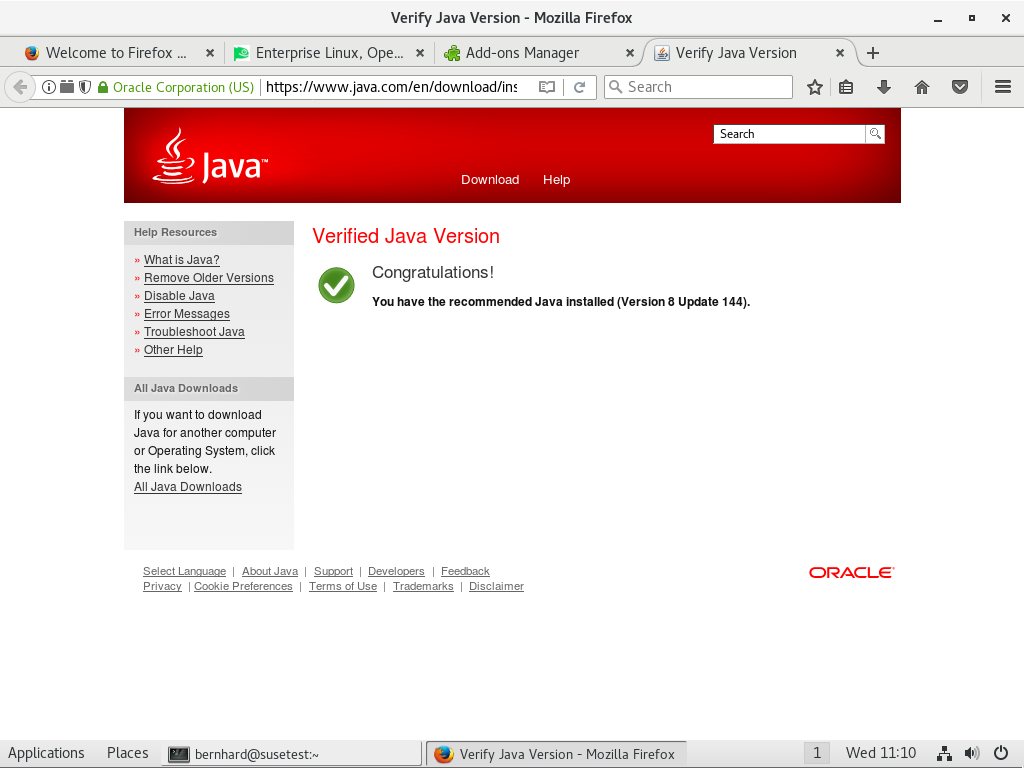 Verify Java Version - Mozilla Firefox
Welcome to Firefox ...
Enterprise Linux, Ope...
Add-ons Manager
Verify Java Version
Oracle Corporation (US)
https://www.java.com/en/download/ins
Search
Java™
Search
Download
Help
Help Resources
» What is Java?
» Remove Older Versions
» Disable Java
» Error Messages
» Troubleshoot Java
» Other Help
All Java Downloads
If you want to download
Java for another computer
or Operating System, click
the link below.
All Java Downloads
Verified Java Version
Congratulations!
You have the recommended Java installed (Version 8 Update 144).
Select Language | About Java | Support | Developers | Feedback
Privacy | Cookie Preferences | Terms of Use | Trademarks | Disclaimer
ORACLE
Applications
Places
bernhard@susetest:~
Verify Java Version - Mozilla Firefox
1
Wed 11:10